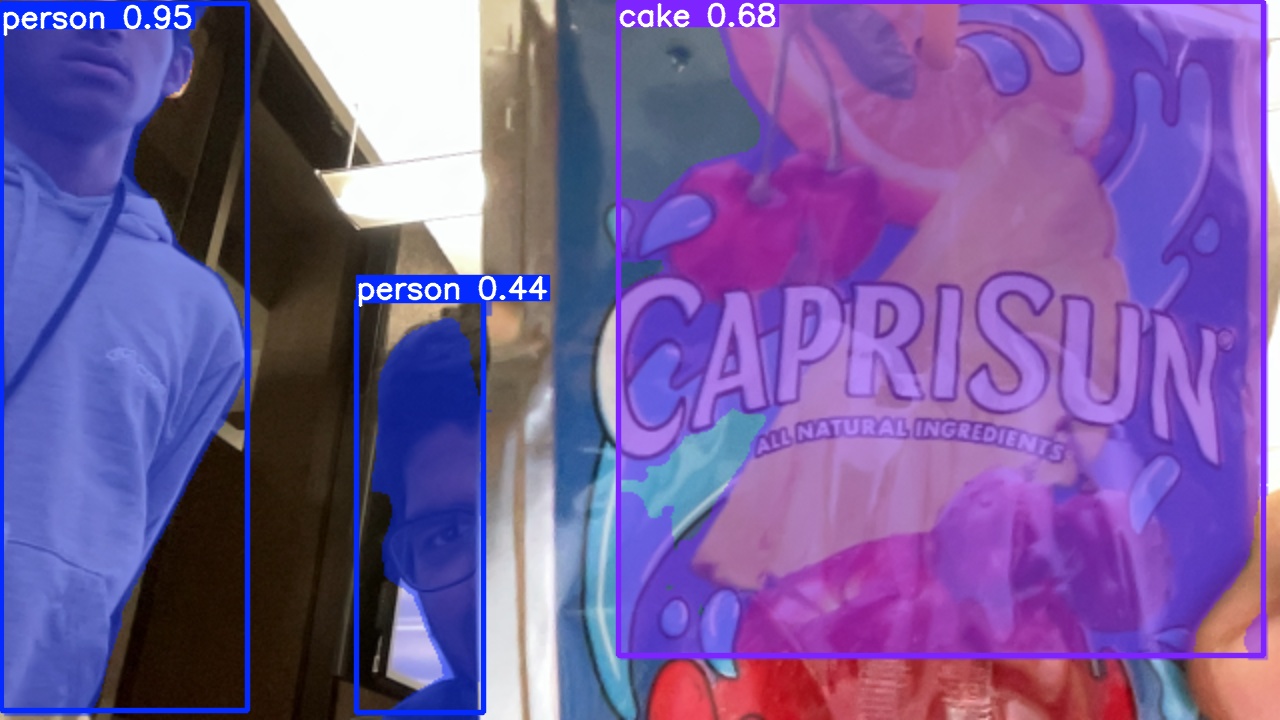 person 0.95
cake 0.68
person 0.44
CAPRISUN®
ALL NATURAL INGREDIENTS